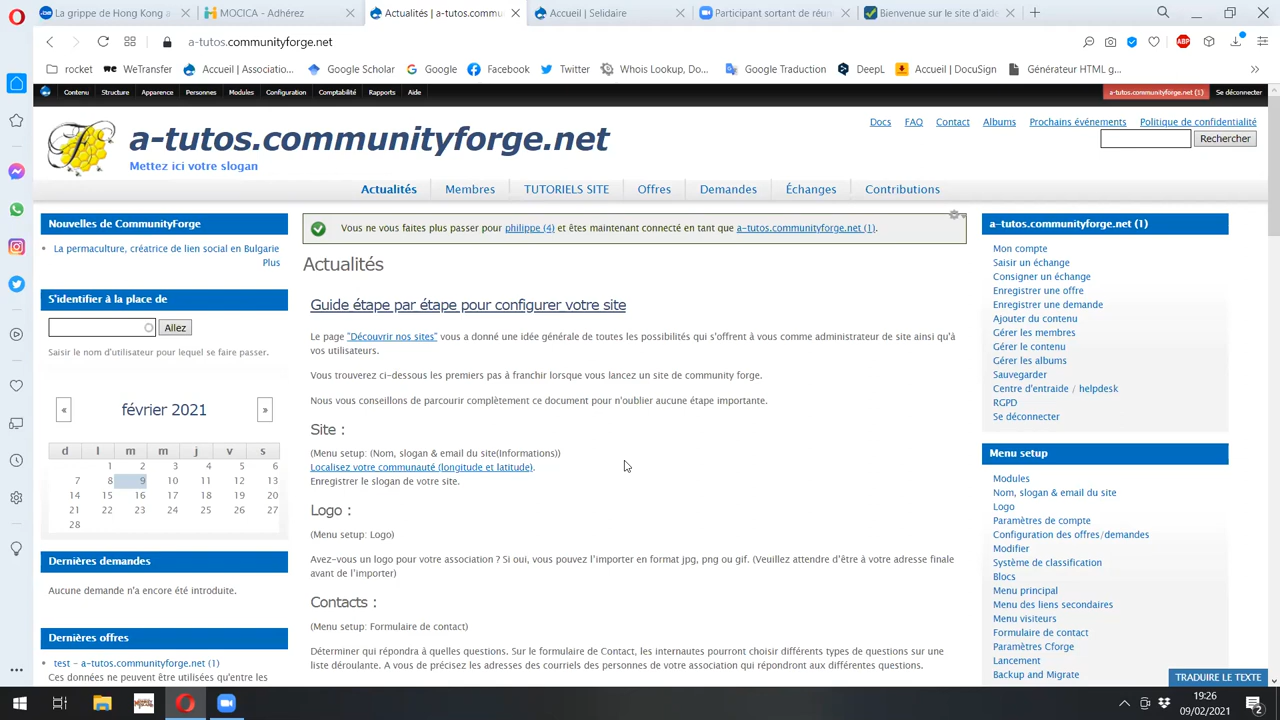 La grippe de Hong Kong a
MOCICA - Adhérez
Actualités | a-tutos.commu
Accueil | Selidaire
Participant sortant de réu
Bienvenue sur le site d'aide
a-tutos.communityforge.net
rocket
WeTransfer
Accueil | Associatio...
Google Scholar
Google
Facebook
Twitter
Whois Lookup, Do...
Google Traduction
DeepL
Accueil | DocuSign
Générateur HTML g...
Contenu
Structure
Apparence
Personnes
Modules
Configuration
Comptabilité
Rapports
Aide
a-tutos.communityforge.net (1)
Se déconnecter
Docs
FAQ
Contact
Albums
Prochains événements
Politique de confidentialité
a-tutos.communityforge.net
Mettez ici votre slogan
Rechercher
Actualités
Membres
TUTORIELS SITE
Offres
Demandes
Échanges
Contributions
Nouvelles de CommunityForge
La permaculture, créatrice de lien social en Bulgarie
Plus
S'identifier à la place de
Allez
Saisir le nom d'utilisateur pour lequel se faire passer.
« février 2021 »
d l m m j v s
1 2 3 4 5 6
7 8 9 10 11 12 13
14 15 16 17 18 19 20
21 22 23 24 25 26 27
28
Dernières demandes
Aucune demande n'a encore été introduite.
Dernières offres
test - a-tutos.communityforge.net (1)
Ces données ne peuvent être utilisées qu'entre les
Vous ne vous faites plus passer pour philippe (4) et êtes maintenant connecté en tant que a-tutos.communityforge.net (1).
Actualités
Guide étape par étape pour configurer votre site
Le page "Découvrir nos sites" vous a donné une idée générale de toutes les possibilités qui s'offrent à vous comme administrateur de site ainsi qu'à
vos utilisateurs.
Vous trouverez ci-dessous les premiers pas à franchir lorsque vous lancez un site de community forge.
Nous vous conseillons de parcourir complètement ce document pour n'oublier aucune étape importante.
Site :
(Menu setup: (Nom, slogan & email du site(Informations))
Localisez votre communauté (longitude et latitude).
Enregistrer le slogan de votre site.
Logo :
(Menu setup: Logo)
Avez-vous un logo pour votre association ? Si oui, vous pouvez l'importer en format jpg, png ou gif. (Veuillez attendre d'être à votre adresse finale
avant de l'importer)
Contacts :
(Menu setup: Formulaire de contact)
Déterminer qui répondra à quelles questions. Sur le formulaire de Contact, les internautes pourront choisir différents types de questions sur une
liste déroulante. A vous de précisez les adresses des courriels des personnes de votre association qui répondront aux différentes questions.
a-tutos.communityforge.net (1)
Mon compte
Saisir un échange
Consigner un échange
Enregistrer une offre
Enregistrer une demande
Ajouter du contenu
Gérer les membres
Gérer le contenu
Gérer les albums
Sauvegarder
Centre d'entraide / helpdesk
RGPD
Se déconnecter
Menu setup
Modules
Nom, slogan & email du site
Logo
Paramètres de compte
Configuration des offres/demandes
Modifier
Système de classification
Blocs
Menu principal
Menu des liens secondaires
Menu visiteurs
Formulaire de contact
Paramètres Cforge
Lancement
Backup and Migrate
TRADUIRE LE TEXTE
19:26
09/02/2021
2